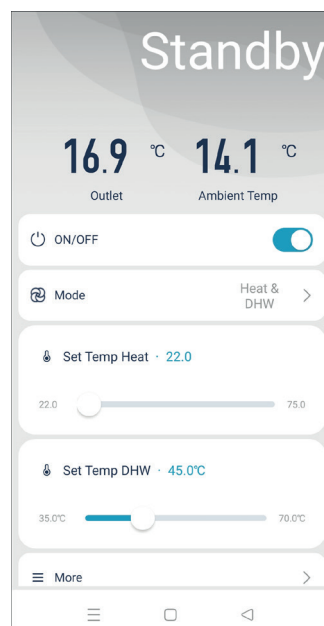 Standby
16.9 ℃ 14.1 ℃
Outlet Ambient Temp
ON/OFF
Mode Heat &
DHW
Set Temp Heat · 22.0
22.0 75.0
Set Temp DHW · 45.0℃
35.0℃ 70.0℃
More